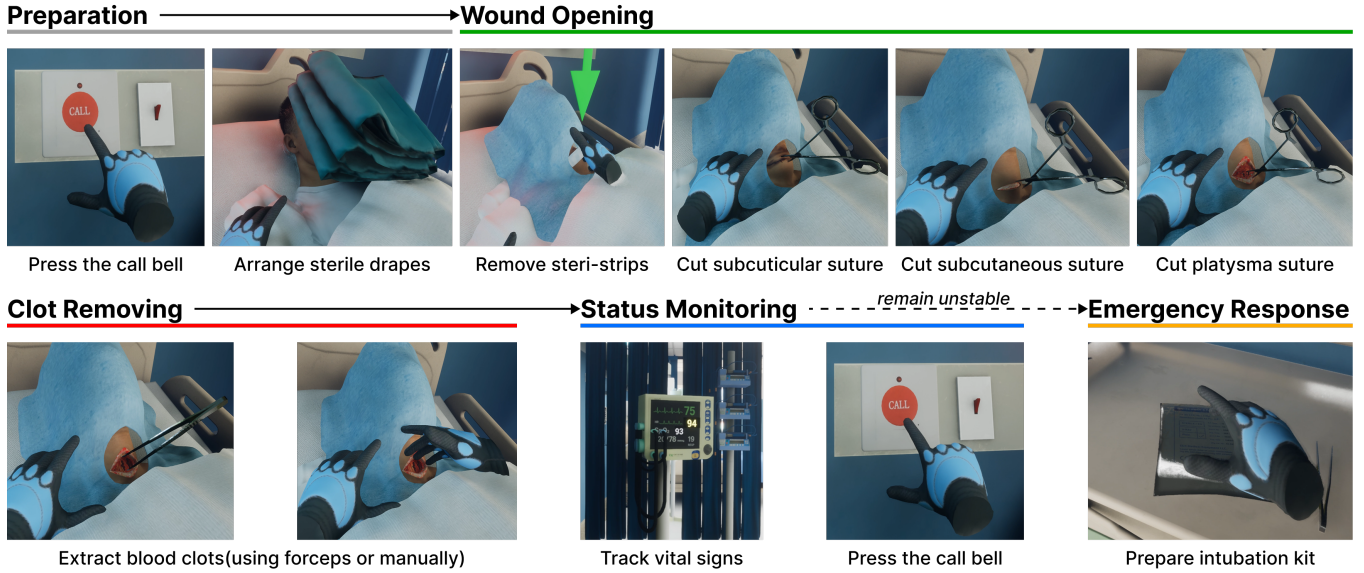 Preparation
Wound Opening
CALL
Press the call bell
Arrange sterile drapes
Remove steri-strips
Cut subcuticular suture
Cut subcutaneous suture
Cut platysma suture
Clot Removing
Status Monitoring
remain unstable
Emergency Response
75
94
93
19
CALL
Extract blood clots(using forceps or manually)
Track vital signs
Press the call bell
Prepare intubation kit